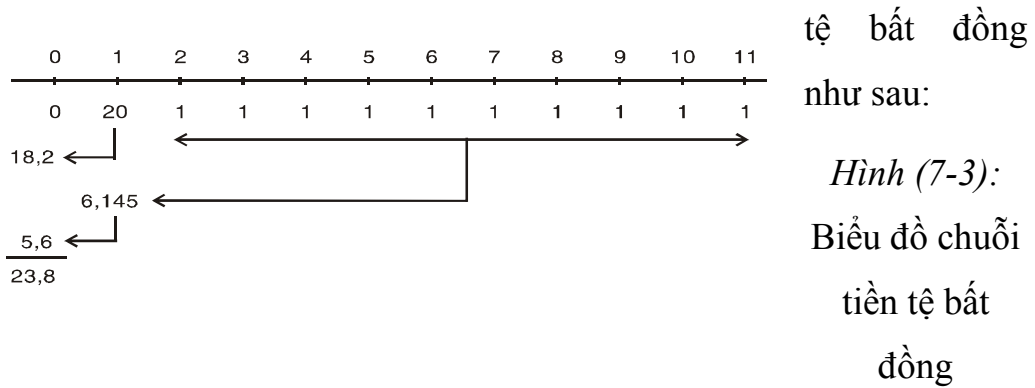 0 1 2 3 4 5 6 7 8 9 10 11
0 20 1 1 1 1 1 1 1 1 1 1
18,2
6,145
5,6
23,8
tệ bất đồng
như sau:
Hình (7-3):
Biểu đồ chuỗi
tiền tệ bất
đồng